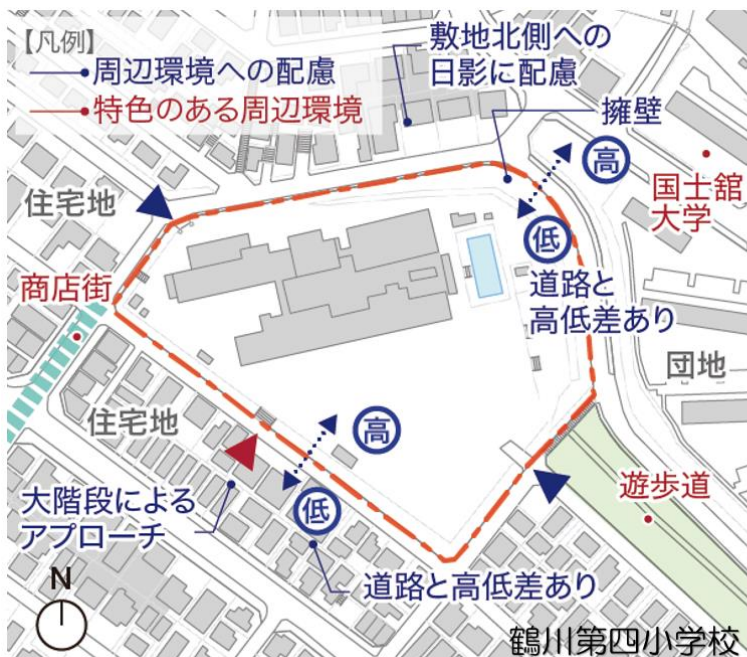 【凡例】
周辺環境への配慮
特色のある周辺環境
敷地北側への
日影に配慮
擁壁
高
低
国士舘
大学
道路と
高低差あり
住宅地
商店街
住宅地
団地
高
低
遊歩道
大階段による
アプローチ
道路と高低差あり
N
鶴川第四小学校